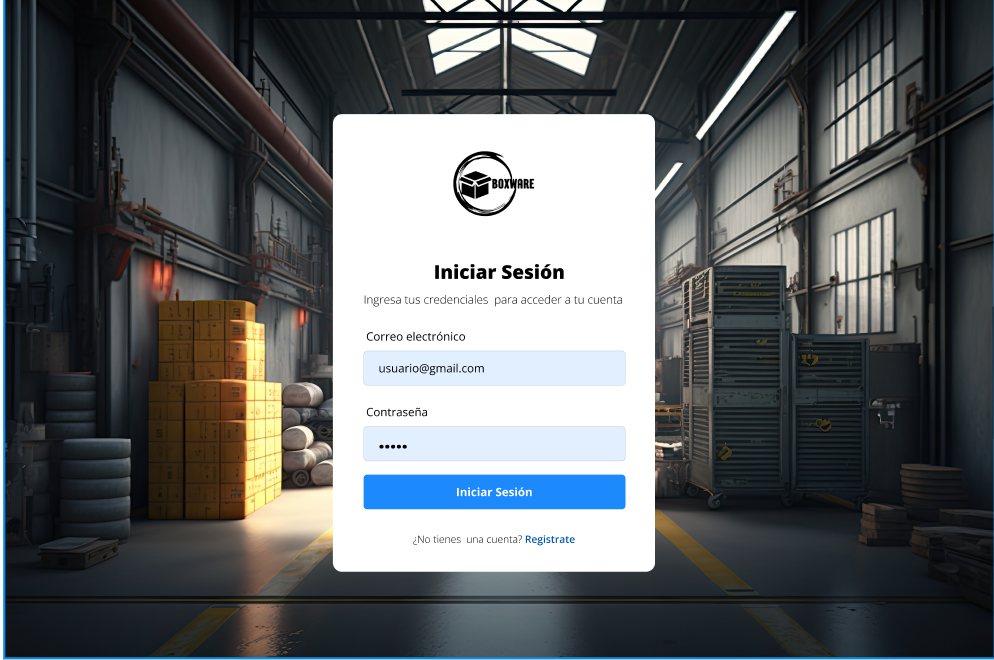 BOXWARE
Iniciar Sesión
Ingresa tus credenciales para acceder a tu cuenta
Correo electrónico
usuario@gmail.com
Contraseña
•••••
Iniciar Sesión
¿No tienes una cuenta? Registrate